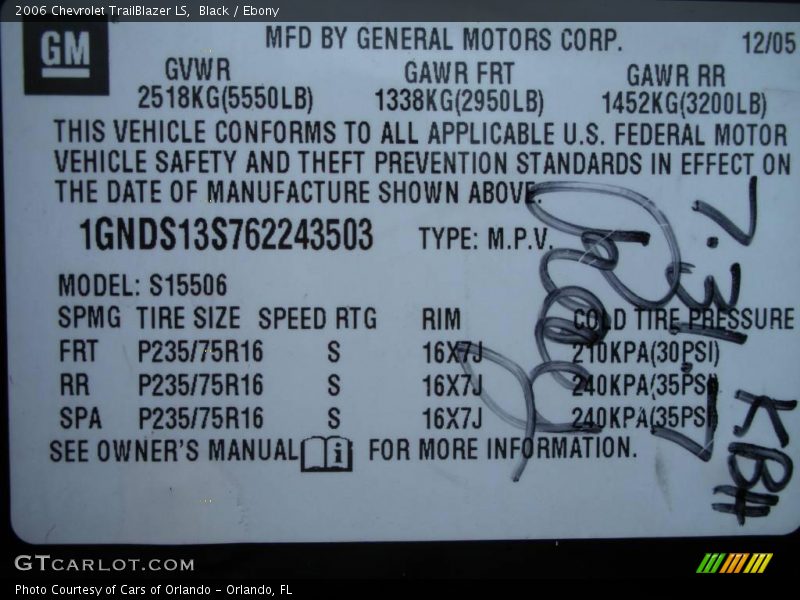 2006 Chevrolet TrailBlazer LS,  Black / Ebony
GM
MFD BY GENERAL MOTORS CORP. 12/05
GVWR GAWR FRT GAWR RR
2518KG(5550LB) 1338KG(2950LB) 1452KG(3200LB)
THIS VEHICLE CONFORMS TO ALL APPLICABLE U.S. FEDERAL MOTOR
VEHICLE SAFETY AND THEFT PREVENTION STANDARDS IN EFFECT ON
THE DATE OF MANUFACTURE SHOWN ABOVE.
1GNDS13S762243503 TYPE: M.P.V.
MODEL: S15506
SPMG TIRE SIZE SPEED RTG RIM COLD TIRE PRESSURE
FRT P235/75R16 S 16X7J 210KPA(30PSI)
RR P235/75R16 S 16X7J 240KPA(35PSI)
SPA P235/75R16 S 16X7J 240KPA(35PSI
SEE OWNER'S MANUAL i FOR MORE INFORMATION.
GTCARLOT.COM
Photo Courtesy of Cars of Orlando - Orlando, FL